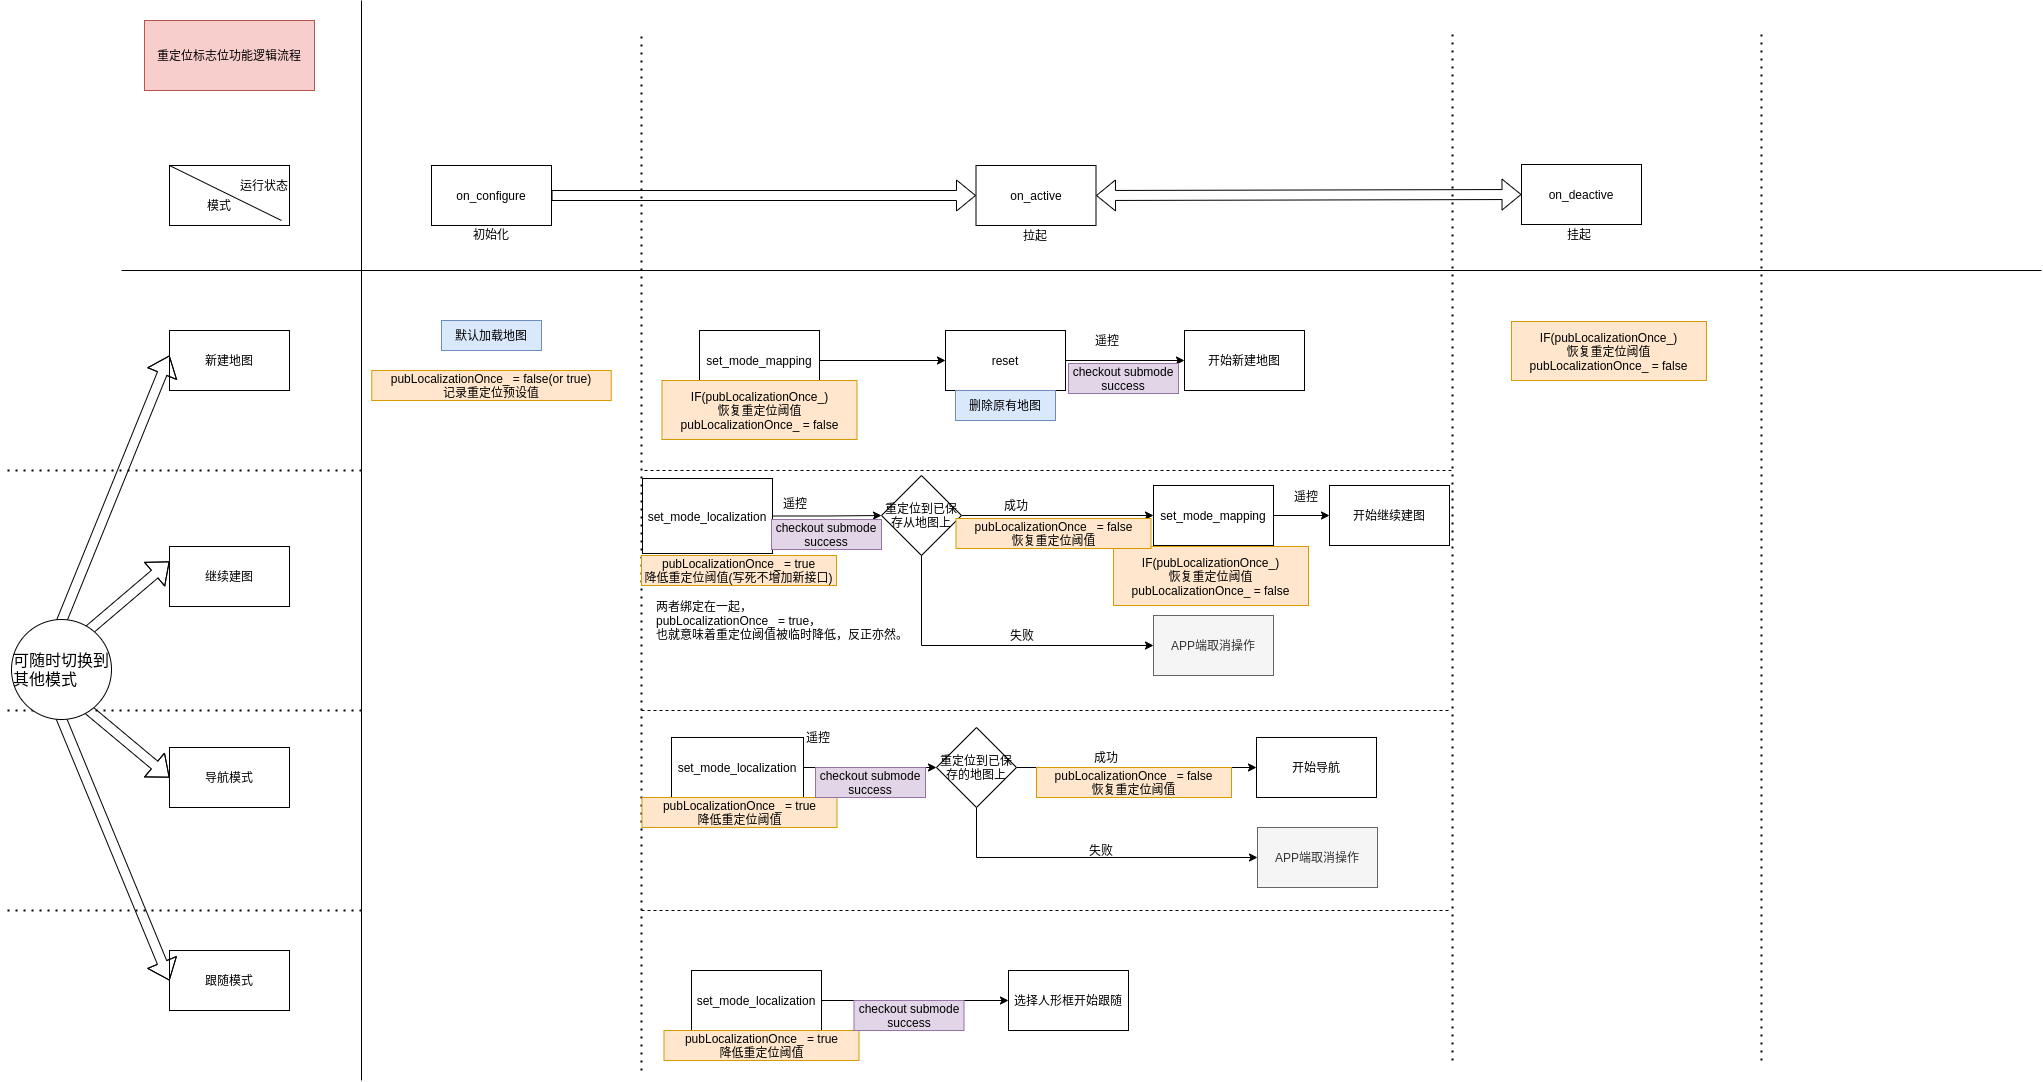 重定位标志位功能逻辑流程
运行状态
模式
on_configure
初始化
on_active
拉起
on_deactive
挂起
新建地图
默认加载地图
pubLocalizationOnce_ = false(or true)
记录重定位预设值
set_mode_mapping
IF(pubLocalizationOnce_)
恢复重定位阈值
pubLocalizationOnce_ = false
reset
删除原有地图
遥控
checkout submode
success
开始新建地图
IF(pubLocalizationOnce_)
恢复重定位阈值
pubLocalizationOnce_ = false
继续建图
set_mode_localization
pubLocalizationOnce_ = true
降低重定位阈值(写死不增加新接口)
两者绑定在一起，
pubLocalizationOnce_ = true，
也就意味着重定位阈值被临时降低，反正亦然。
遥控
checkout submode
success
重定位到已保
存从地图上
成功
pubLocalizationOnce_ = false
恢复重定位阈值
set_mode_mapping
IF(pubLocalizationOnce_)
恢复重定位阈值
pubLocalizationOnce_ = false
遥控
开始继续建图
失败
APP端取消操作
可随时切换到
其他模式
导航模式
set_mode_localization
pubLocalizationOnce_ = true
降低重定位阈值
遥控
checkout submode
success
重定位到已保
存的地图上
成功
pubLocalizationOnce_ = false
恢复重定位阈值
开始导航
失败
APP端取消操作
跟随模式
set_mode_localization
pubLocalizationOnce_ = true
降低重定位阈值
checkout submode
success
选择人形框开始跟随